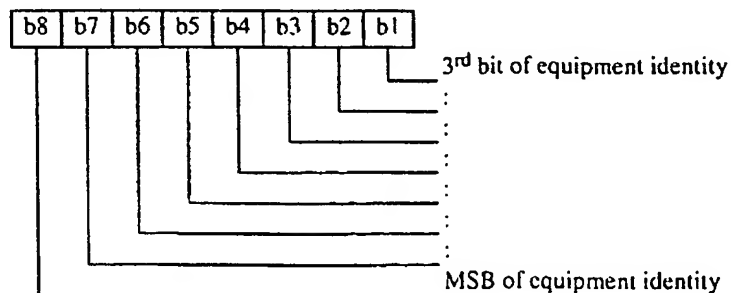 b8 b7 b6 b5 b4 b3 b2 b1
3rd bit of equipment identity
:
:
:
:
:
:
MSB of equipment identity